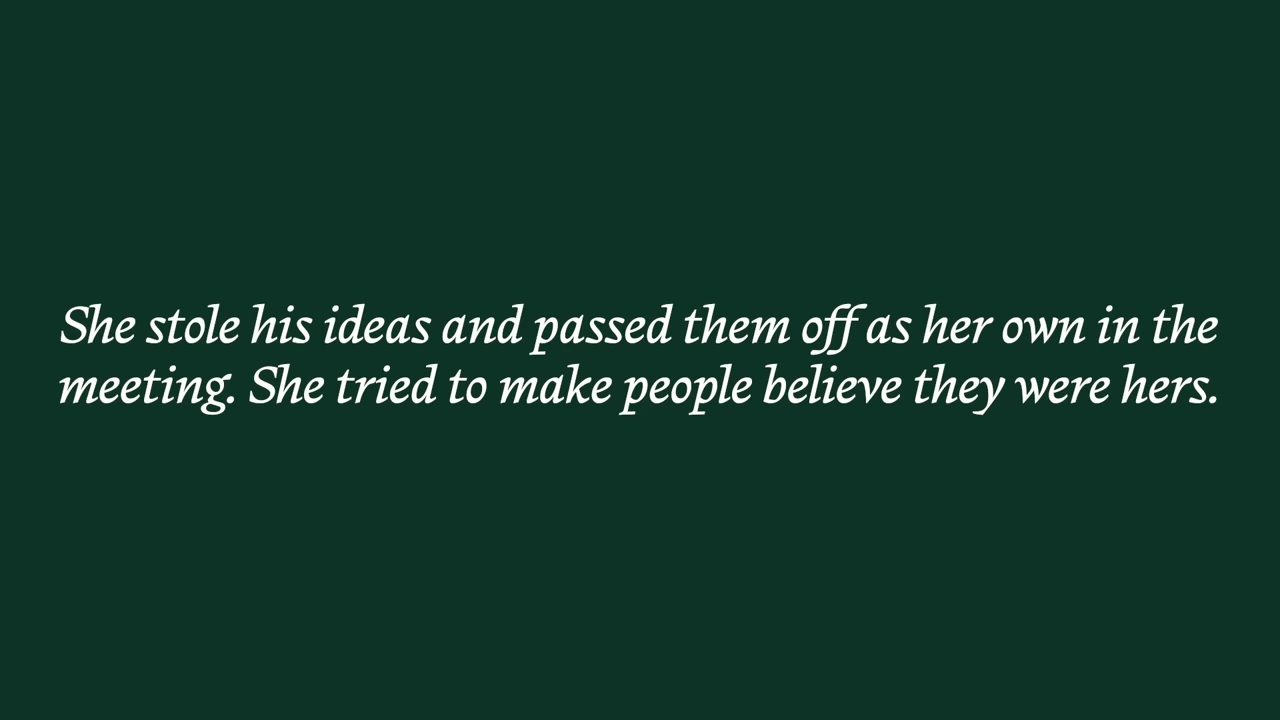 She stole his ideas and passed them off as her own in the
meeting. She tried to make people believe they were hers.